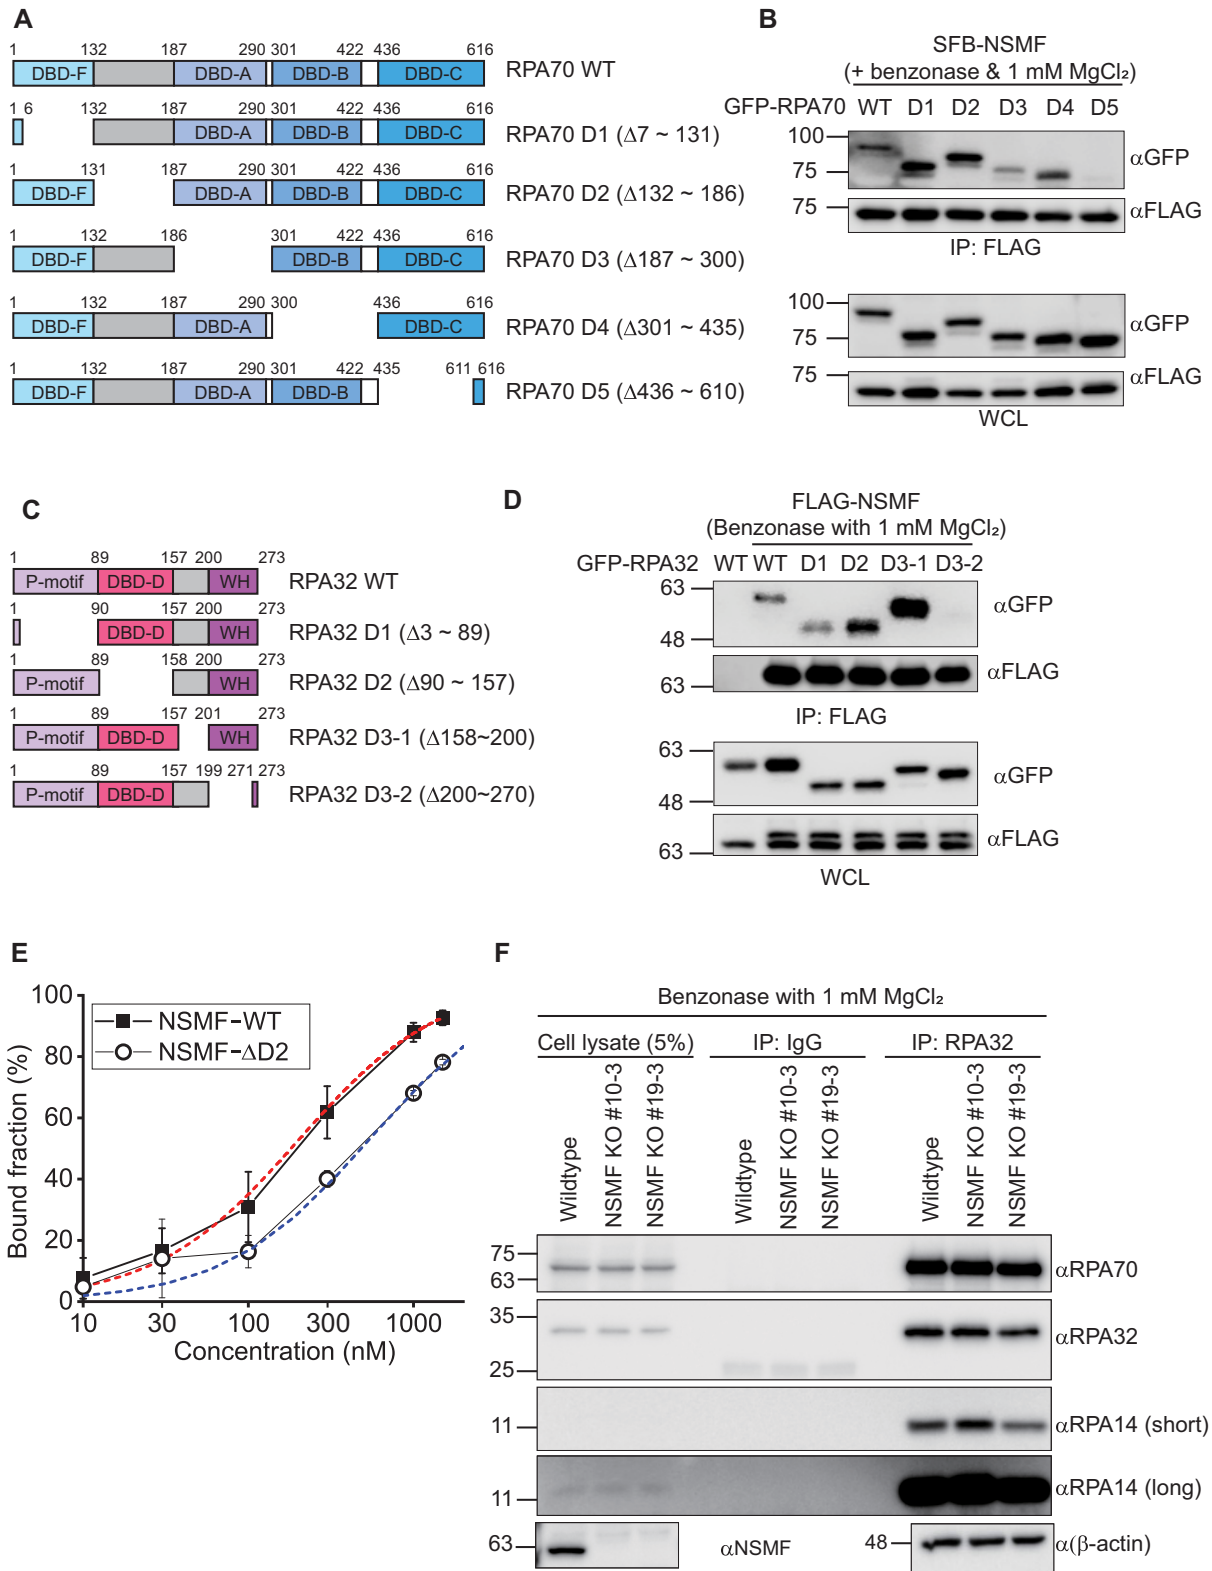 A
1 132 187 290 301 422 436 616
DBD-F DBD-A DBD-B DBD-C RPA70 WT
1 6 132 187 290 301 422 436 616
DBD-A DBD-B DBD-C RPA70 D1 (Δ7 ~ 131)
1 131 187 290 301 422 436 616
DBD-F DBD-A DBD-B DBD-C RPA70 D2 (Δ132 ~ 186)
1 132 186 301 422 436 616
DBD-F DBD-B DBD-C RPA70 D3 (Δ187 ~ 300)
1 132 187 290 300 436 616
DBD-F DBD-A DBD-C RPA70 D4 (Δ301 ~ 435)
1 132 187 290 301 422 435 611 616
DBD-F DBD-A DBD-B RPA70 D5 (Δ436 ~ 610)
B
SFB-NSMF
(+ benzonase & 1 mM MgCl₂)
GFP-RPA70 WT D1 D2 D3 D4 D5
100
75
αGFP
75
αFLAG
IP: FLAG
100
75
αGFP
75
αFLAG
WCL
C
1 89 157 200 273
P-motif DBD-D WH RPA32 WT
1 90 157 200 273
DBD-D WH RPA32 D1 (Δ3 ~ 89)
1 89 158 200 273
P-motif WH RPA32 D2 (Δ90 ~ 157)
1 89 157 201 273
P-motif DBD-D WH RPA32 D3-1 (Δ158~200)
1 89 157 199 271 273
P-motif DBD-D RPA32 D3-2 (Δ200~270)
D
FLAG-NSMF
(Benzonase with 1 mM MgCl₂)
GFP-RPA32 WT WT D1 D2 D3-1 D3-2
63
48
αGFP
63
αFLAG
IP: FLAG
63
48
αGFP
63
αFLAG
WCL
E
100
80
60
40
20
0
Bound fraction (%)
NSMF-WT
NSMF-ΔD2
10 30 100 300 1000
Concentration (nM)
F
Benzonase with 1 mM MgCl₂
Cell lysate (5%) IP: IgG IP: RPA32
Wildtype
NSMF KO #10-3
NSMF KO #19-3
Wildtype
NSMF KO #10-3
NSMF KO #19-3
Wildtype
NSMF KO #10-3
NSMF KO #19-3
75
63
αRPA70
35
25
αRPA32
11
αRPA14 (short)
11
αRPA14 (long)
63
αNSMF
48
α(β-actin)